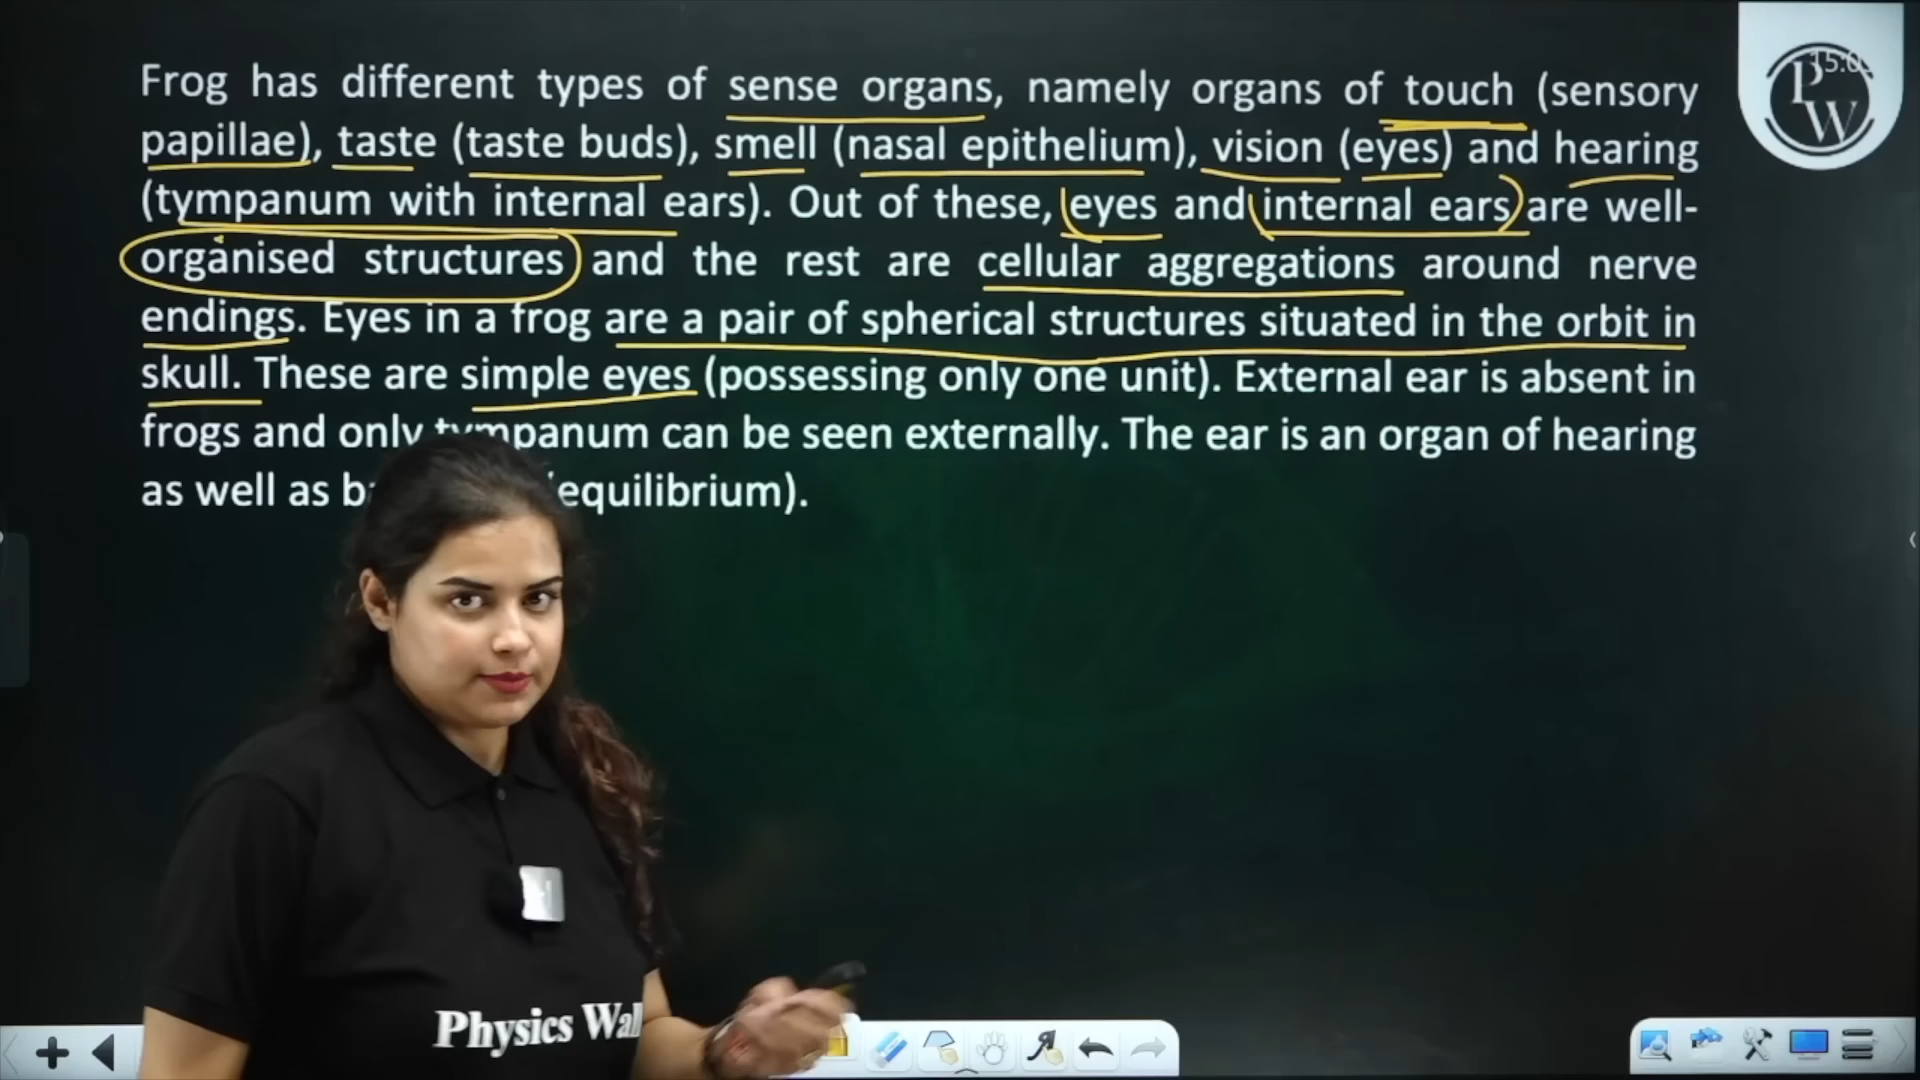 Frog has different types of sense organs, namely organs of touch (sensory
papillae), taste (taste buds), smell (nasal epithelium), vision (eyes) and hearing
(tympanum with internal ears). Out of these, eyes and internal ears are well-
organised structures and the rest are cellular aggregations around nerve
endings. Eyes in a frog are a pair of spherical structures situated in the orbit in
skull. These are simple eyes (possessing only one unit). External ear is absent in
frogs and only tympanum can be seen externally. The ear is an organ of hearing
as well as (equilibrium).
PW
Physics Wal